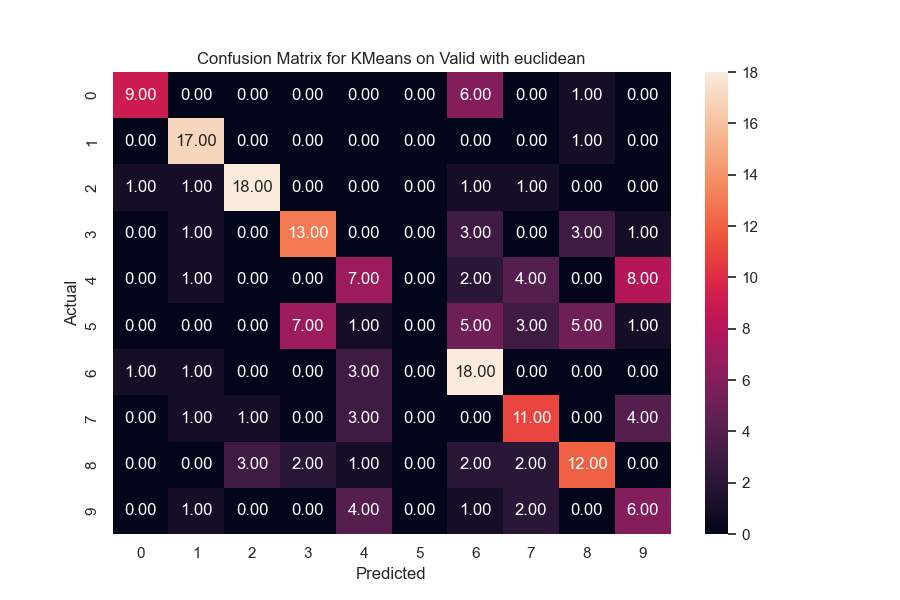 Confusion Matrix for KMeans on Valid with euclidean
0 9.00 0.00 0.00 0.00 0.00 0.00 6.00 0.00 1.00 0.00
1 0.00 17.00 0.00 0.00 0.00 0.00 0.00 0.00 1.00 0.00
2 1.00 1.00 18.00 0.00 0.00 0.00 1.00 1.00 0.00 0.00
3 0.00 1.00 0.00 13.00 0.00 0.00 3.00 0.00 3.00 1.00
4 0.00 1.00 0.00 0.00 7.00 0.00 2.00 4.00 0.00 8.00
5 0.00 0.00 0.00 7.00 1.00 0.00 5.00 3.00 5.00 1.00
6 1.00 1.00 0.00 0.00 3.00 0.00 18.00 0.00 0.00 0.00
7 0.00 1.00 1.00 0.00 3.00 0.00 0.00 11.00 0.00 4.00
8 0.00 0.00 3.00 2.00 1.00 0.00 2.00 2.00 12.00 0.00
9 0.00 1.00 0.00 0.00 4.00 0.00 1.00 2.00 0.00 6.00
0 1 2 3 4 5 6 7 8 9
Predicted
Actual
18
16
14
12
10
8
6
4
2
0